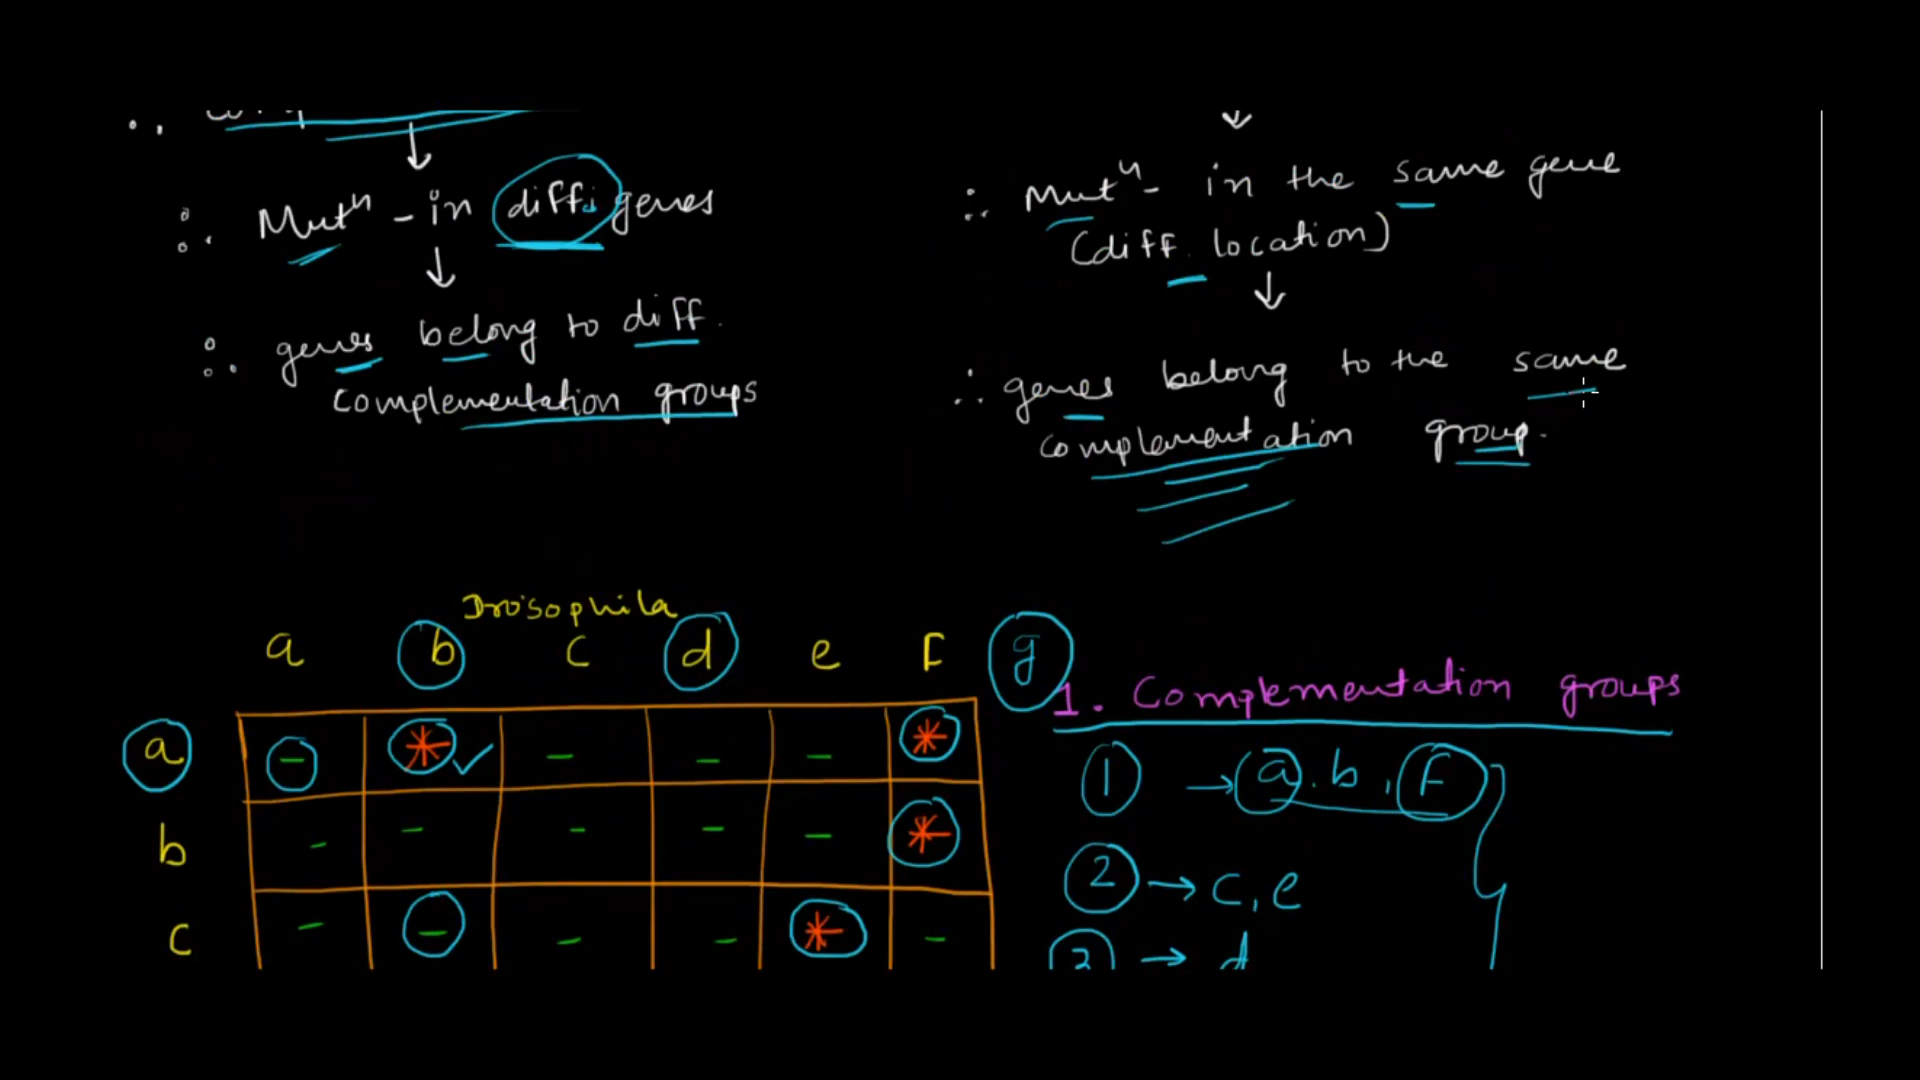 ∴ Mutⁿ - in diff. genes
∴ genes belong to diff.
complementation groups
∴ Mutⁿ - in the same gene
(diff. location)
∴ genes belong to the same
complementation group.
Drosophila
a b c d e F g
a - * - - - *
b - - - - - *
c - - - - * -
1. Complementation groups
1 → a, b, F
2 → c, e
3 → d